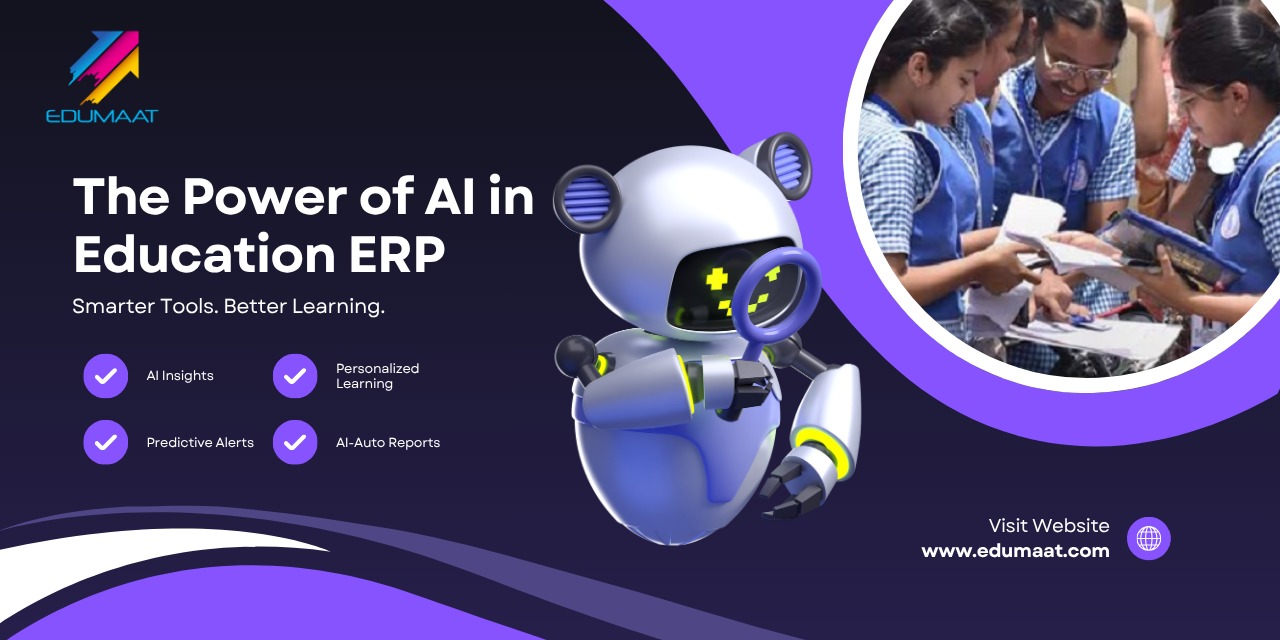 EDUMAAT
The Power of AI in
Education ERP
Smarter Tools. Better Learning.
AI Insights
Personalized
Learning
Predictive Alerts
AI-Auto Reports
Visit Website
www.edumaat.com